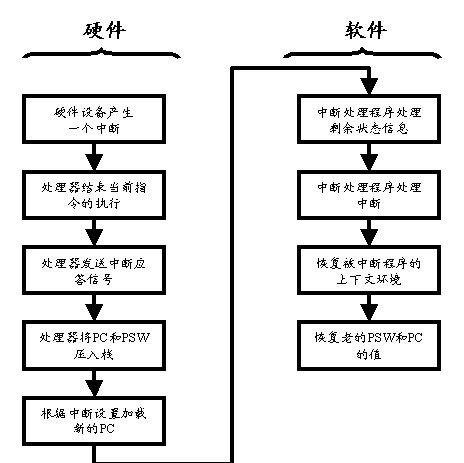 硬件
硬件设备产生
一个中断
处理器结束当前指
令的执行
处理器发送中断应
答信号
处理器将PC和PSW
压入栈
根据中断设置加载
新的PC
软件
中断处理程序处理
剩余状态信息
中断处理程序处理
中断
恢复被中断程序的
上下文环境
恢复老的PSW和PC
的值